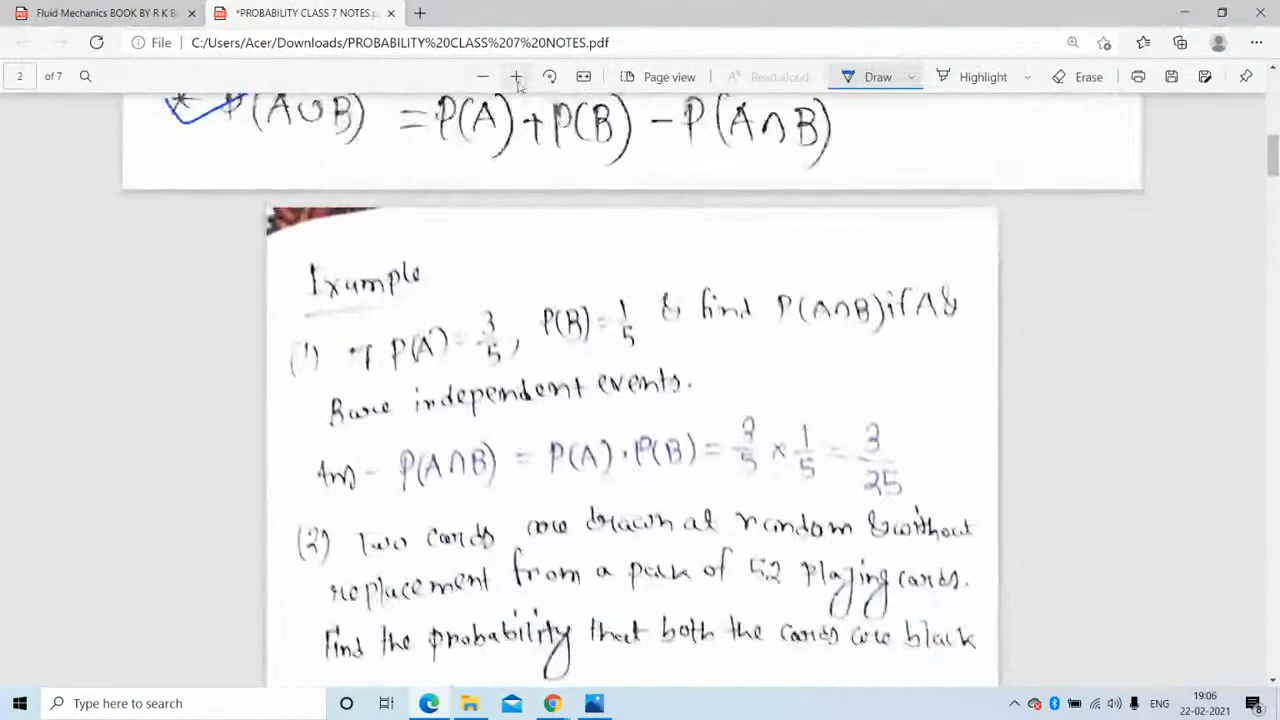 Fluid Mechanics BOOK BY R K Ba
*PROBABILITY CLASS 7 NOTES.p
File C:/Users/Acer/Downloads/PROBABILITY%20CLASS%207%20NOTES.pdf
2 of 7 Page view Read aloud Draw Highlight Erase
* P(A∪B) = P(A) + P(B) - P(A∩B)
Example
(1) If P(A) = 3/5, P(B) = 1/5 & find P(A∩B) if A &
B are independent events.
Ans - P(A∩B) = P(A) . P(B) = 3/5 × 1/5 = 3/25
(2) Two cards are drawn at random & without
replacement from a pack of 52 playing cards.
Find the probability that both the cards are black
Type here to search
ENG
19:06
22-02-2021
8